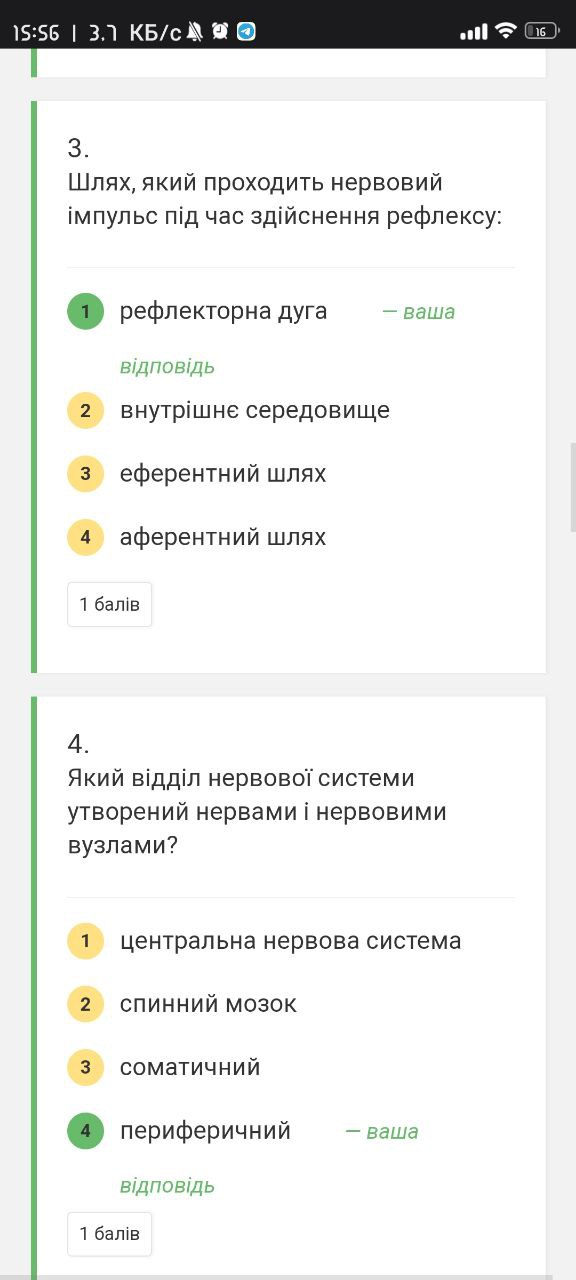 15:56 | 3.7 КБ/с 16
3.
Шлях, який проходить нервовий
імпульс під час здійснення рефлексу:
1 рефлекторна дуга — ваша
відповідь
2 внутрішнє середовище
3 еферентний шлях
4 аферентний шлях
1 балів
4.
Який відділ нервової системи
утворений нервами і нервовими
вузлами?
1 центральна нервова система
2 спинний мозок
3 соматичний
4 периферичний — ваша
відповідь
1 балів